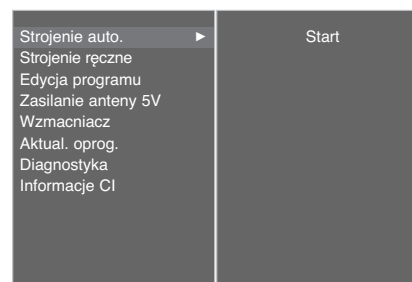 Strojenie auto. ► Start
Strojenie ręczne
Edycja programu
Zasilanie anteny 5V
Wzmacniacz
Aktual. oprog.
Diagnostyka
Informacje CI